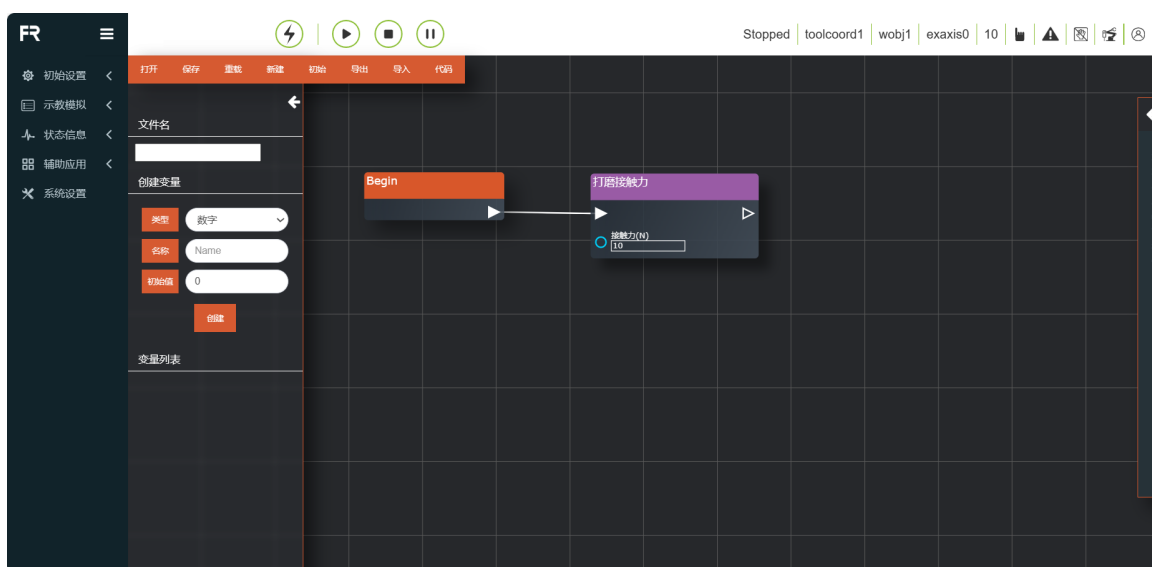 FR
Stopped toolcoord1 wobj1 exaxis0 10
初始设置
示教模拟
状态信息
辅助应用
系统设置
打开 保存 重载 新建 初始 导出 导入 代码
文件名
创建变量
类型 数字
名称 Name
初始值 0
创建
变量列表
Begin
打磨接触力
接触力(N)
10